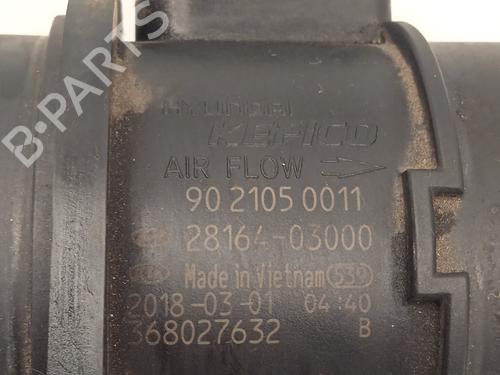 HYUNDAI
KEFICO
AIR FLOW
90 2105 0011
28164-03000
Made in Vietnam 539
2018-03-01 04:40
368027632 B
B-PARTS